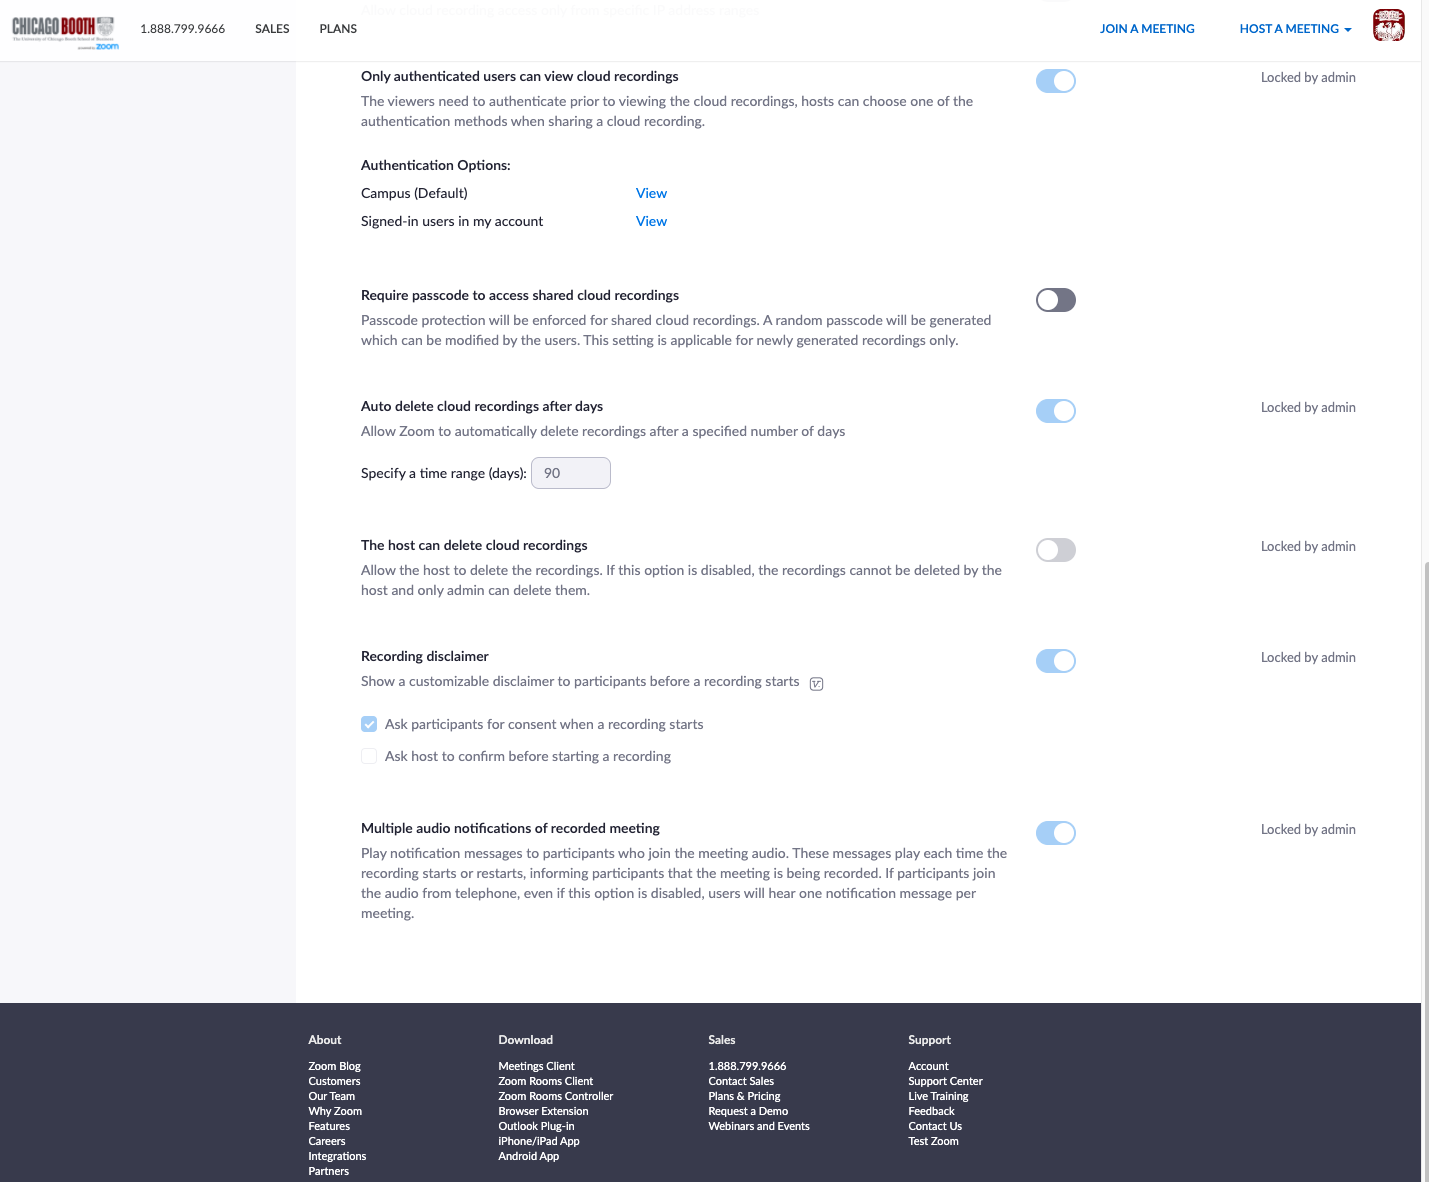 Allow cloud recording access only from specific IP address ranges
CHICAGO BOOTH
The University of Chicago Booth School of Business
powered by zoom
1.888.799.9666
SALES
PLANS
JOIN A MEETING
HOST A MEETING
Only authenticated users can view cloud recordings
Locked by admin
The viewers need to authenticate prior to viewing the cloud recordings, hosts can choose one of the
authentication methods when sharing a cloud recording.
Authentication Options:
Campus (Default)
View
Signed-in users in my account
View
Require passcode to access shared cloud recordings
Passcode protection will be enforced for shared cloud recordings. A random passcode will be generated
which can be modified by the users. This setting is applicable for newly generated recordings only.
Auto delete cloud recordings after days
Locked by admin
Allow Zoom to automatically delete recordings after a specified number of days
Specify a time range (days):
90
The host can delete cloud recordings
Locked by admin
Allow the host to delete the recordings. If this option is disabled, the recordings cannot be deleted by the
host and only admin can delete them.
Recording disclaimer
Locked by admin
Show a customizable disclaimer to participants before a recording starts
Ask participants for consent when a recording starts
Ask host to confirm before starting a recording
Multiple audio notifications of recorded meeting
Locked by admin
Play notification messages to participants who join the meeting audio. These messages play each time the
recording starts or restarts, informing participants that the meeting is being recorded. If participants join
the audio from telephone, even if this option is disabled, users will hear one notification message per
meeting.
About
Zoom Blog
Customers
Our Team
Why Zoom
Features
Careers
Integrations
Partners
Download
Meetings Client
Zoom Rooms Client
Zoom Rooms Controller
Browser Extension
Outlook Plug-in
iPhone/iPad App
Android App
Sales
1.888.799.9666
Contact Sales
Plans & Pricing
Request a Demo
Webinars and Events
Support
Account
Support Center
Live Training
Feedback
Contact Us
Test Zoom